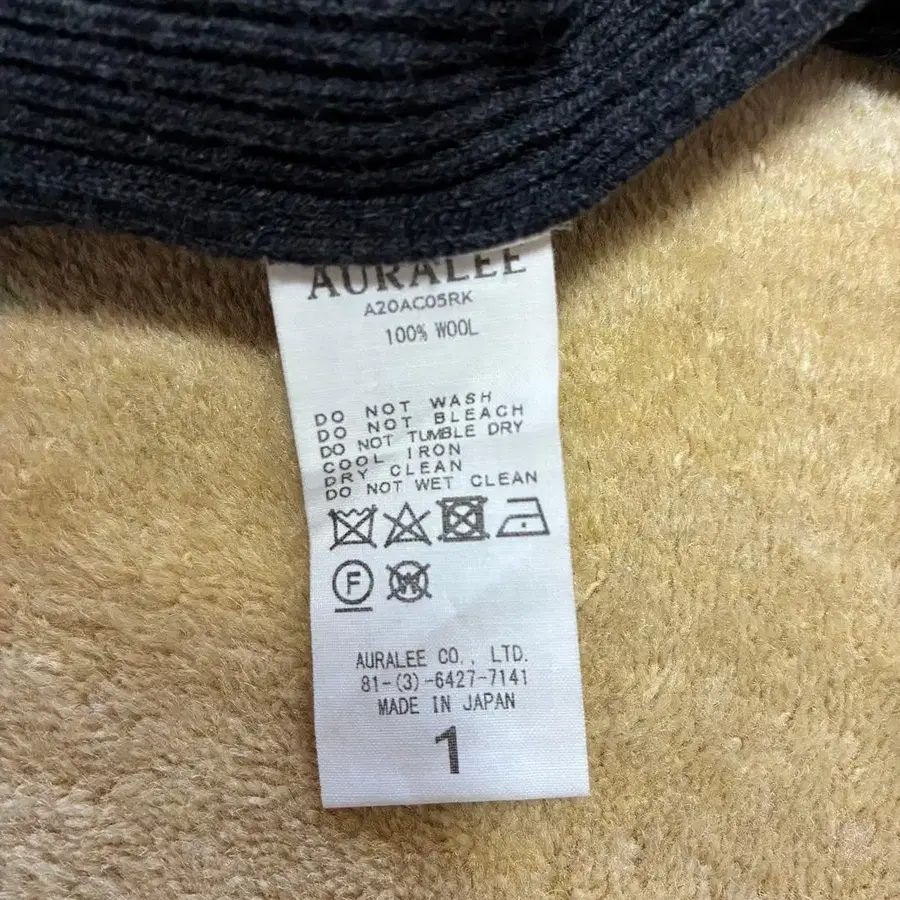 AURALEE
A20AC05RK
100% WOOL
DO NOT WASH
DO NOT BLEACH
DO NOT TUMBLE DRY
COOL IRON
DRY CLEAN
DO NOT WET CLEAN
F W
AURALEE CO., LTD.
81-(3)-6427-7141
MADE IN JAPAN
1